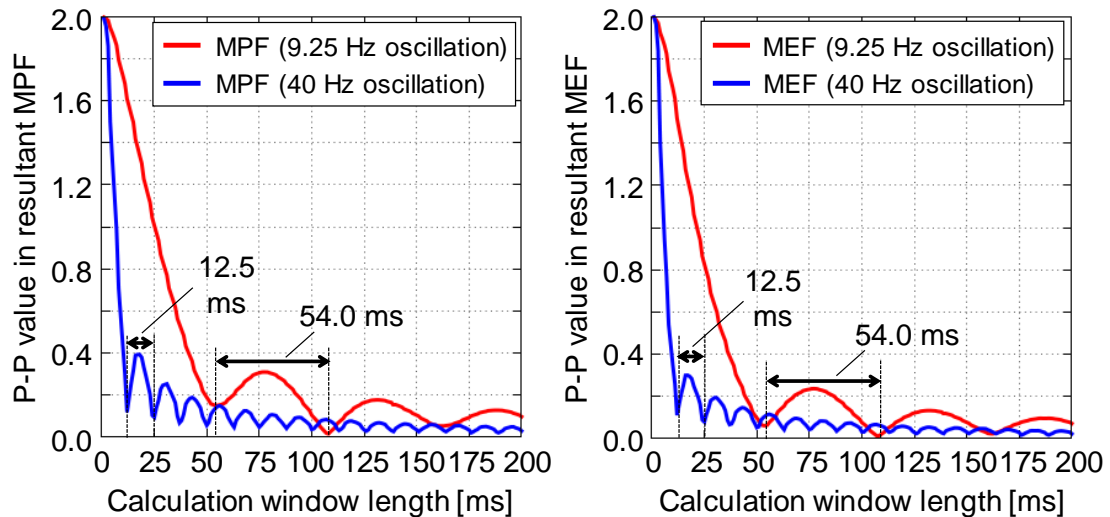 P-P value in resultant MPF
2.0
1.6
1.2
0.8
0.4
0.0
MPF (9.25 Hz oscillation)
MPF (40 Hz oscillation)
12.5
ms
54.0 ms
0 25 50 75 100 125 150 175 200
Calculation window length [ms]
P-P value in resultant MEF
2.0
1.6
1.2
0.8
0.4
0.0
MEF (9.25 Hz oscillation)
MEF (40 Hz oscillation)
12.5
ms
54.0 ms
0 25 50 75 100 125 150 175 200
Calculation window length [ms]